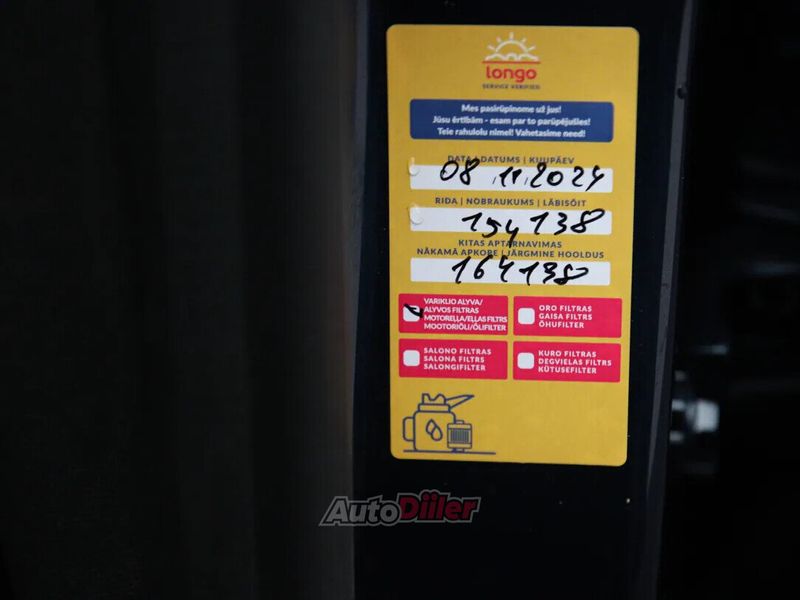 longo
SERVICE VERIFIED
Mes pasirūpinome už jus!
Jūsu ērtībām - esam par to parūpējušies!
Teie rahulolu nimel! Vahetasime need!
DATA | DATUMS | KUUPÄEV
08.11.2024
RIDA | NOBRAUKUMS | LÄBISÕIT
154138
KITAS APTARNAVIMAS
NĀKAMĀ APKOPE | JÄRGMINE HOOLDUS
164138
VARIKLIO ALYVA/
ALYVOS FILTRAS
MOTOREĻĻA/EĻĻAS FILTRS
MOOTORIÕLI/ÕLIFILTER
ORO FILTRAS
GAISA FILTRS
ÕHUFILTER
SALONO FILTRAS
SALONA FILTRS
SALONGIFILTER
KURO FILTRAS
DEGVIELAS FILTRS
KÜTUSEFILTER
AutoDiiler